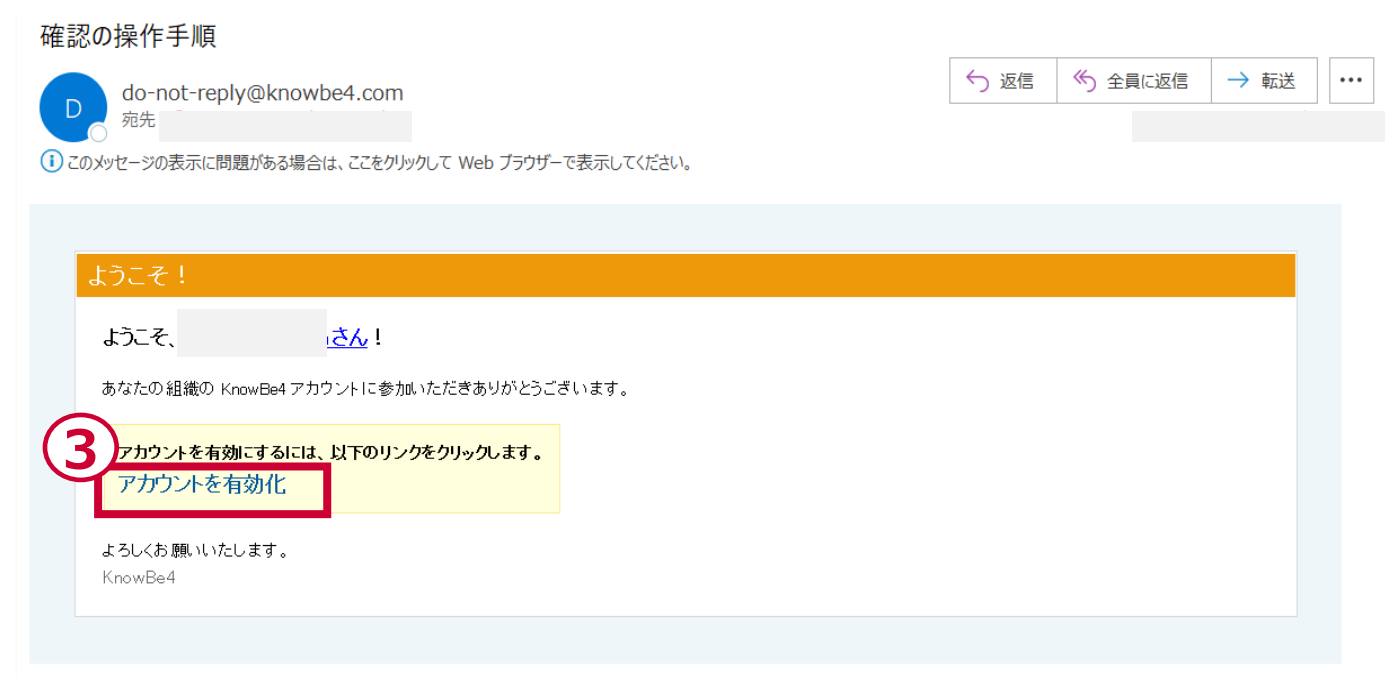 確認の操作手順
D
do-not-reply@knowbe4.com
宛先
返信
全員に返信
転送
このメッセージの表示に問題がある場合は、ここをクリックして Web ブラウザーで表示してください。
ようこそ！
ようこそ、 さん！
あなたの組織の KnowBe4 アカウントに参加いただきありがとうございます。
③
アカウントを有効にするには、以下のリンクをクリックします。
アカウントを有効化
よろしくお願いいたします。
KnowBe4